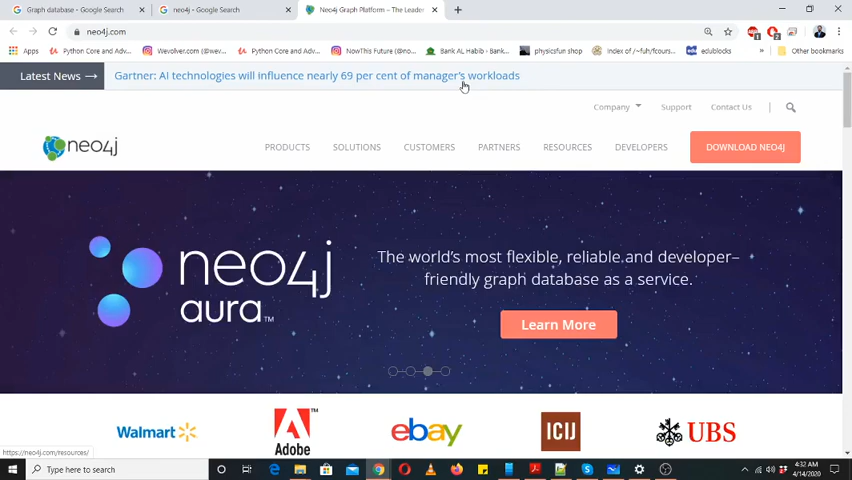 Graph database - Google Search
neo4j - Google Search
Neo4j Graph Platform – The Leader
neo4j.com
Apps
Python Core and Adv...
Wevolver.com (@wev...
Python Core and Adv...
NowThis Future (@no...
Bank AL Habib - Bank...
physicsfun shop
Index of /~fuh/fcours...
edublocks
»
Other bookmarks
Latest News →
Gartner: AI technologies will influence nearly 69 per cent of manager's workloads
Company
Support
Contact Us
neo4j
PRODUCTS
SOLUTIONS
CUSTOMERS
PARTNERS
RESOURCES
DEVELOPERS
DOWNLOAD NEO4J
neo4j
aura™
The world's most flexible, reliable and developer–
friendly graph database as a service.
Learn More
Walmart
Adobe™
ebay
ICIJ
UBS
https://neo4j.com/resources/
Type here to search
4:32 AM
4/14/2020